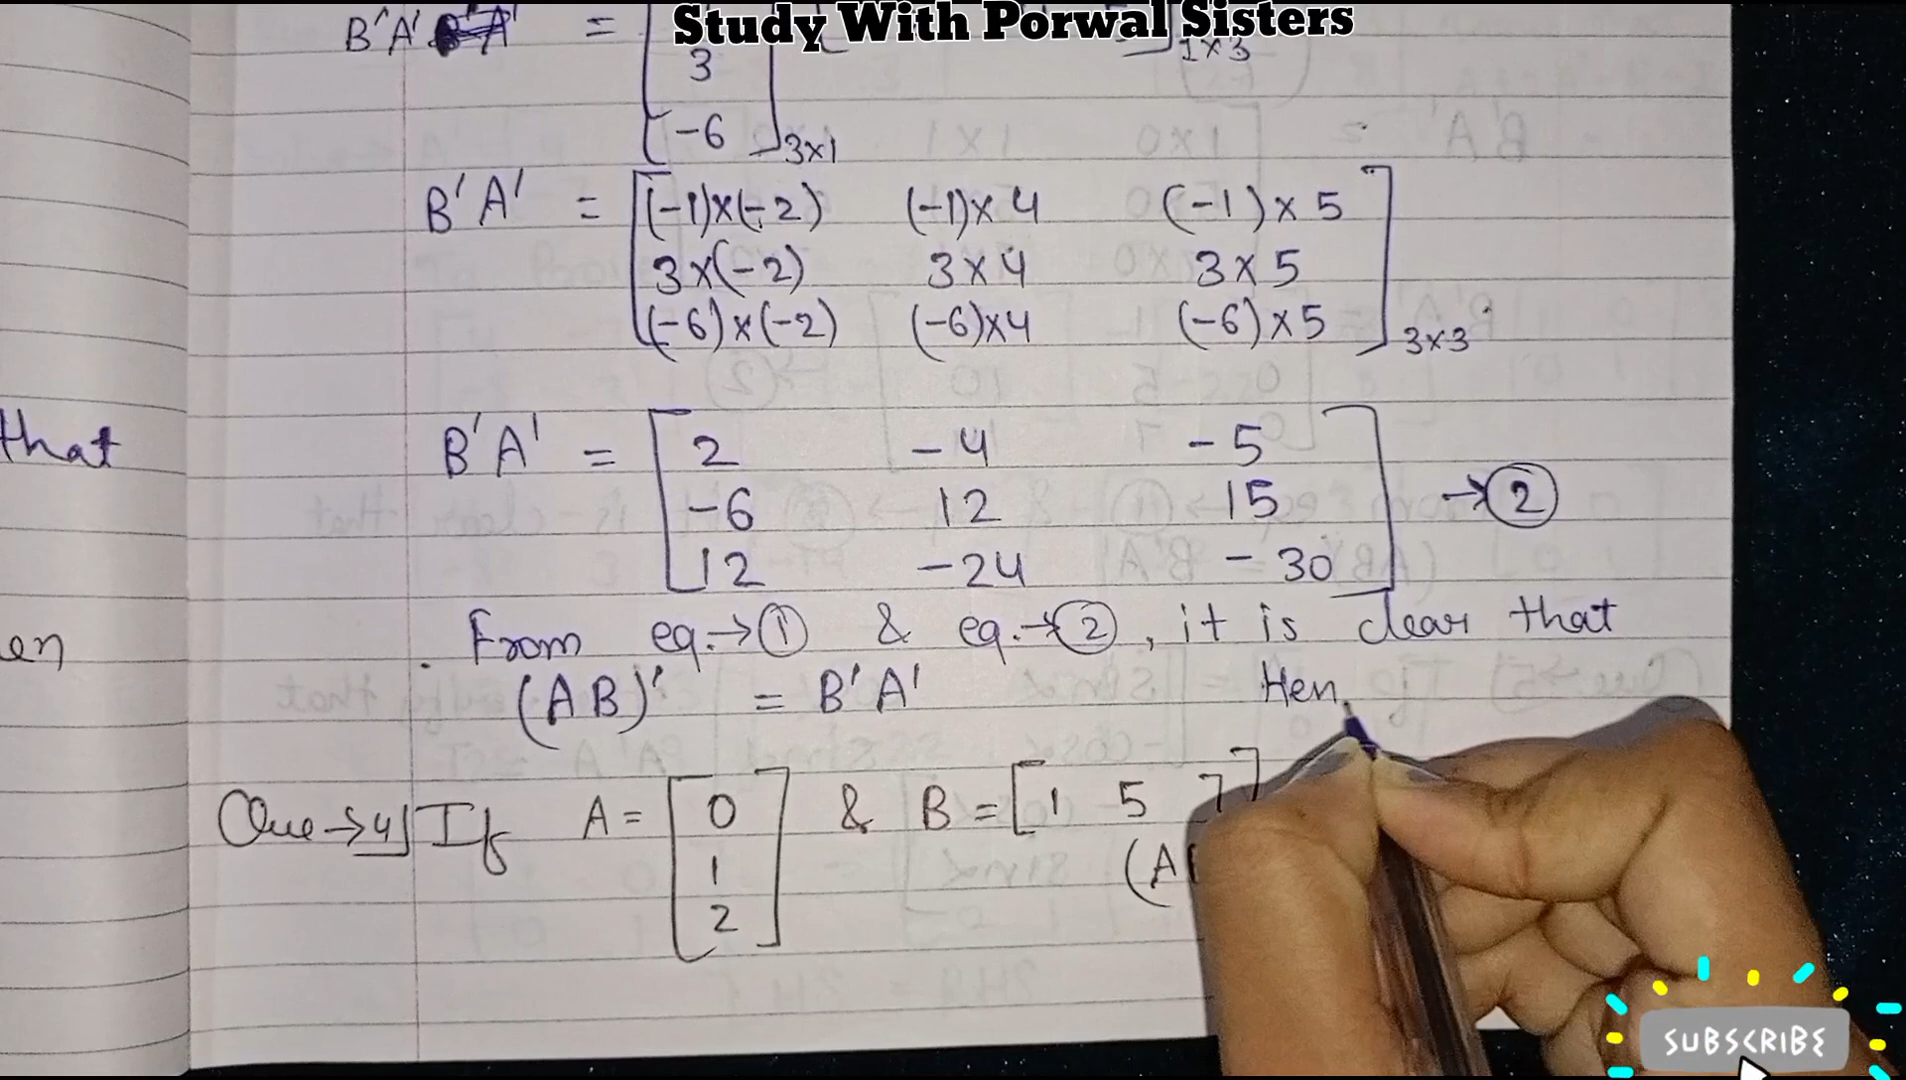 Study With Porwal Sisters
B'A' =
3
-6 3×1 1×3
B'A' = [(-1)×(-2) (-1)×4 (-1)×5
3×(-2) 3×4 3×5
(-6)×(-2) (-6)×4 (-6)×5] 3×3
that
B'A' = [2 -4 -5
-6 12 15 → ②
12 -24 -30]
From eq.→① & eq.→②, it is clear that
en
(AB)' = B'A' Hen
Que→4) If A = [0 & B = [1 5 7]
1 (A
2]
SUBSCRIBE